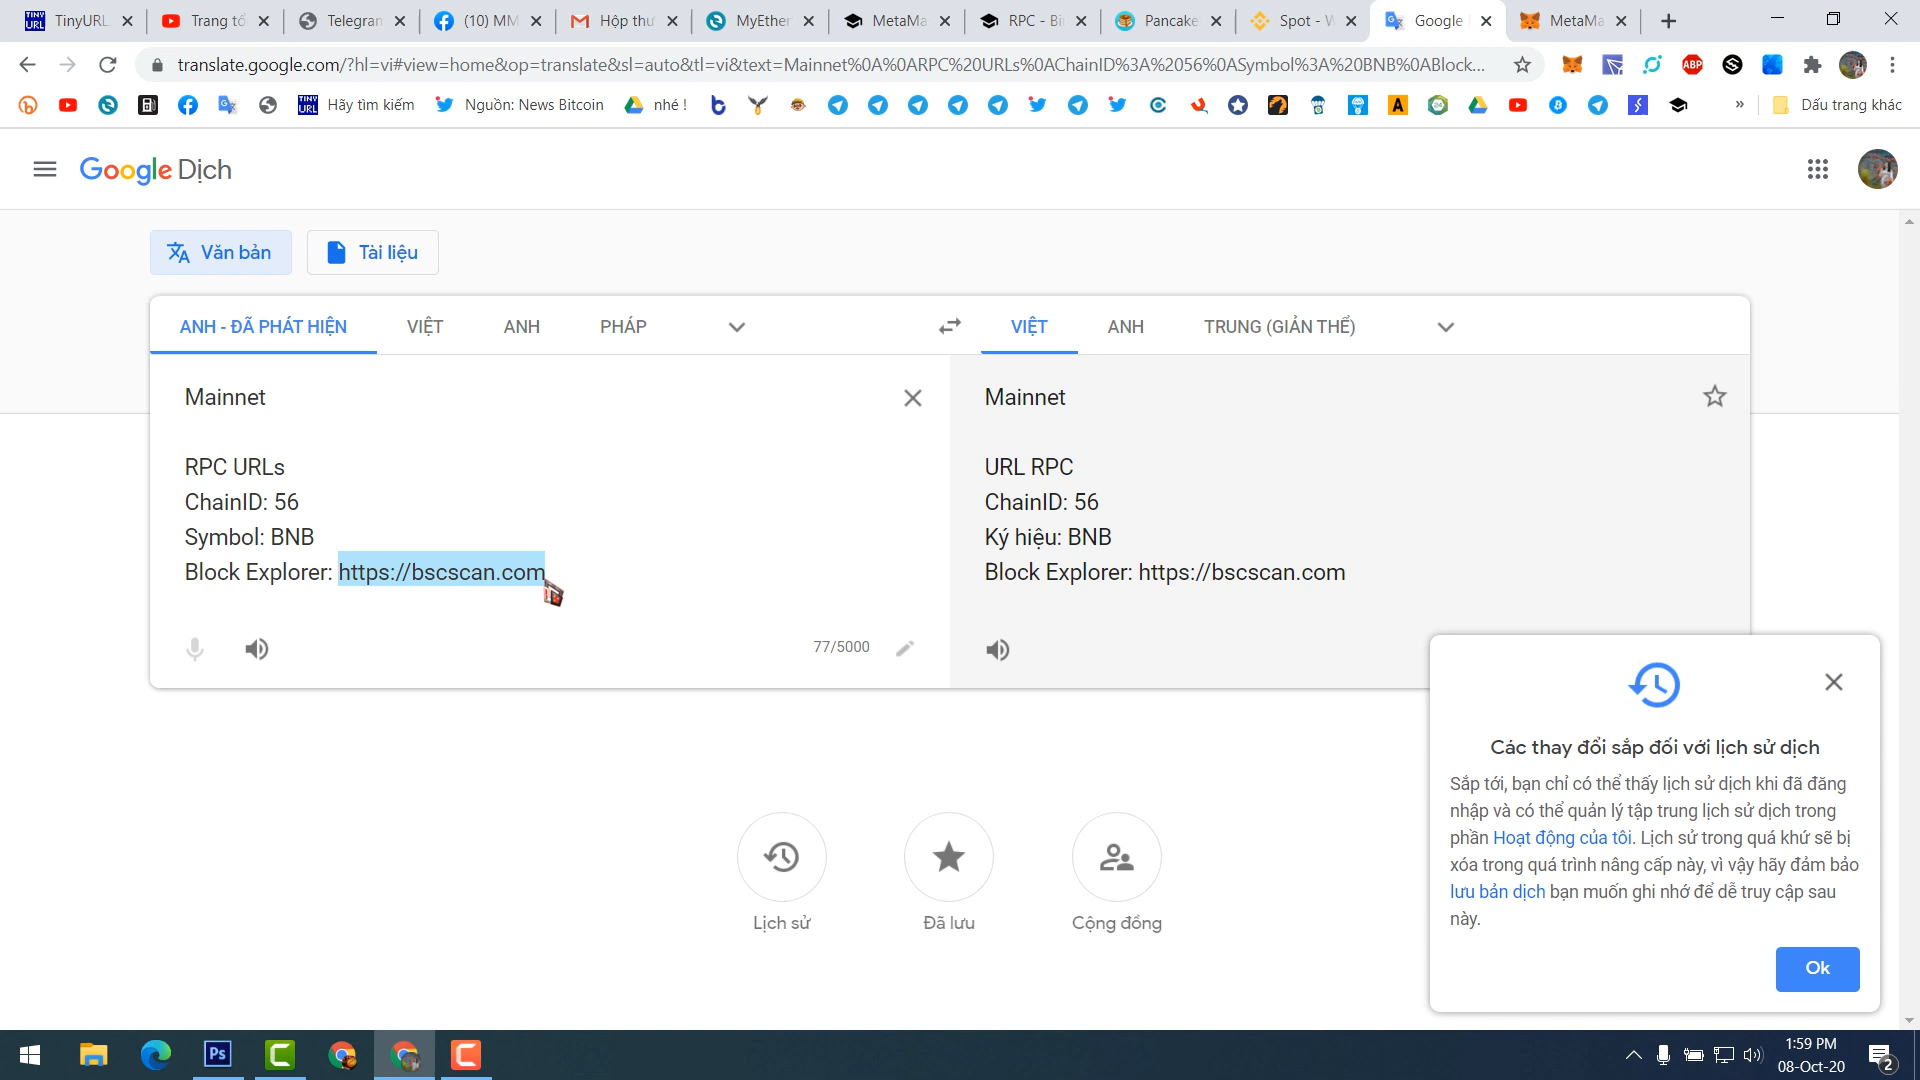 TinyURL
Trang tổ
Telegram
(10) MM
Hộp thư
MyEther
MetaMa
RPC - Bi
Pancake
Spot - W
Google
MetaMa
translate.google.com/?hl=vi#view=home&op=translate&sl=auto&tl=vi&text=Mainnet%0A%0ARPC%20URLs%0AChainID%3A%2056%0ASymbol%3A%20BNB%0ABlock...
ABP
TINY URL
Hãy tìm kiếm
Nguồn: News Bitcoin
nhé !
»
Dấu trang khác
Google Dịch
Văn bản
Tài liệu
ANH - ĐÃ PHÁT HIỆN
VIỆT
ANH
PHÁP
VIỆT
ANH
TRUNG (GIẢN THỂ)
Mainnet
RPC URLs
ChainID: 56
Symbol: BNB
Block Explorer: https://bscscan.com
77/5000
Mainnet
URL RPC
ChainID: 56
Ký hiệu: BNB
Block Explorer: https://bscscan.com
Lịch sử
Đã lưu
Cộng đồng
Các thay đổi sắp đối với lịch sử dịch
Sắp tới, bạn chỉ có thể thấy lịch sử dịch khi đã đăng
nhập và có thể quản lý tập trung lịch sử dịch trong
phần Hoạt động của tôi. Lịch sử trong quá khứ sẽ bị
xóa trong quá trình nâng cấp này, vì vậy hãy đảm bảo
lưu bản dịch bạn muốn ghi nhớ để dễ truy cập sau
này.
Ok
Ps
1:59 PM
08-Oct-20
2